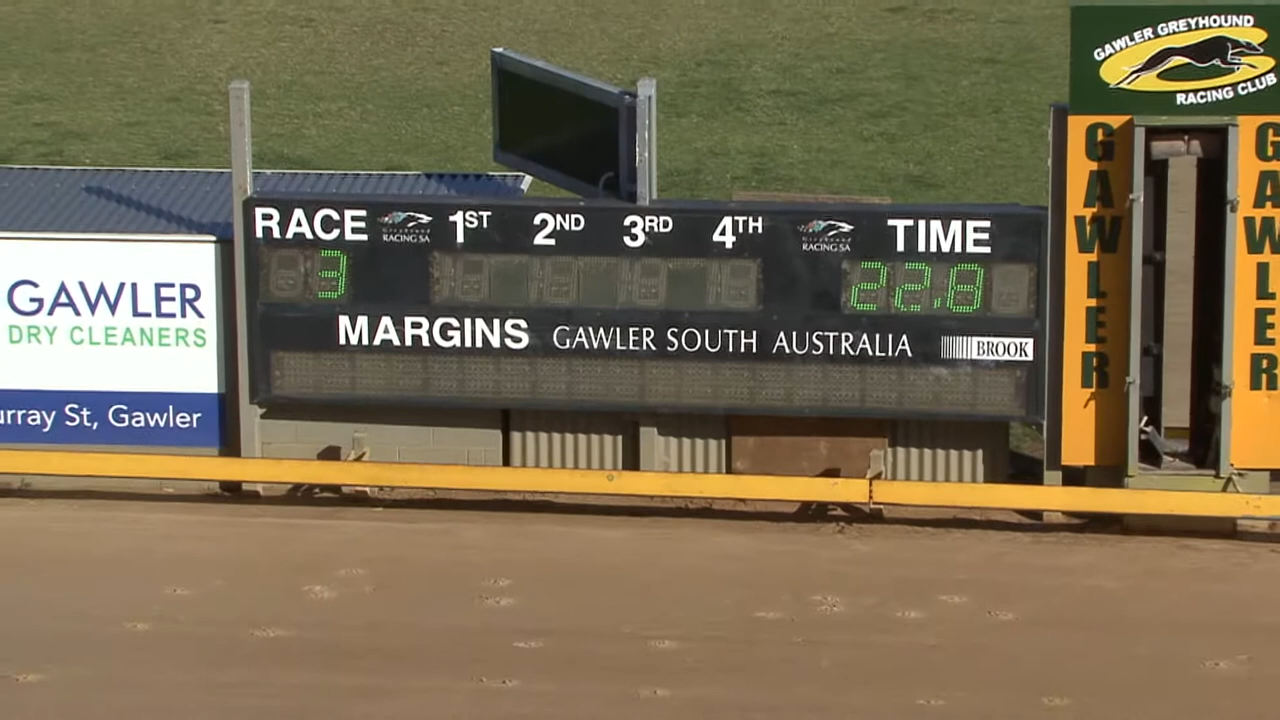 GAWLER GREYHOUND
RACING CLUB
RACE
Greyhound
RACING SA
1ST
2ND
3RD
4TH
Greyhound
RACING SA
TIME
3
22.8
MARGINS
GAWLER SOUTH AUSTRALIA
BROOK
GAWLER
DRY CLEANERS
urray St, Gawler
GAWLER
GAWLER